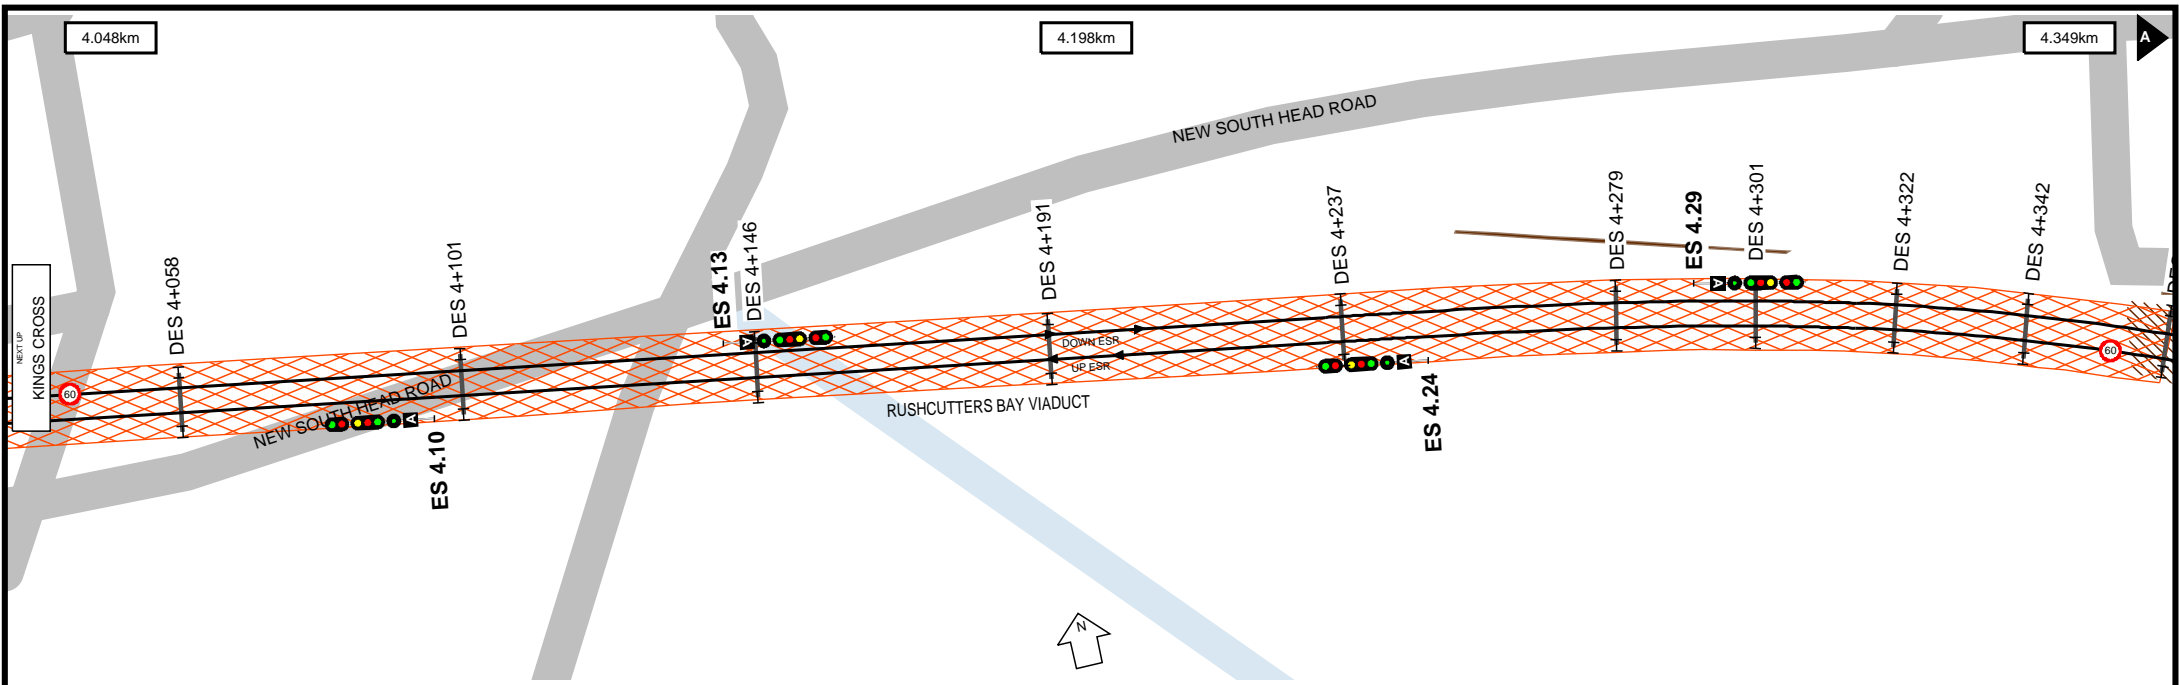 4.048km
4.198km
4.349km
A
NEW SOUTH HEAD ROAD
NEXT UP
KINGS CROSS
60
DES 4+058
DES 4+101
ES 4.13
DES 4+146
DES 4+191
DES 4+237
DES 4+279
ES 4.29
DES 4+301
DES 4+322
DES 4+342
A
A
DOWN ESR
UP ESR
60
NEW SOUTH HEAD ROAD
A
ES 4.10
RUSHCUTTERS BAY VIADUCT
A
ES 4.24
N